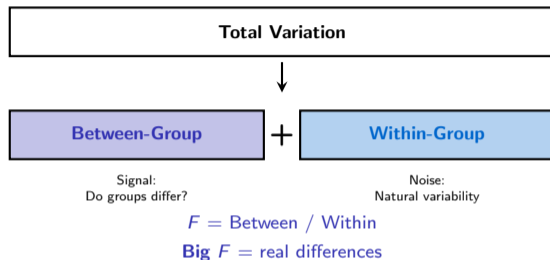 Total Variation
Between-Group + Within-Group
Signal:
Do groups differ?
Noise:
Natural variability
F = Between / Within
Big F = real differences